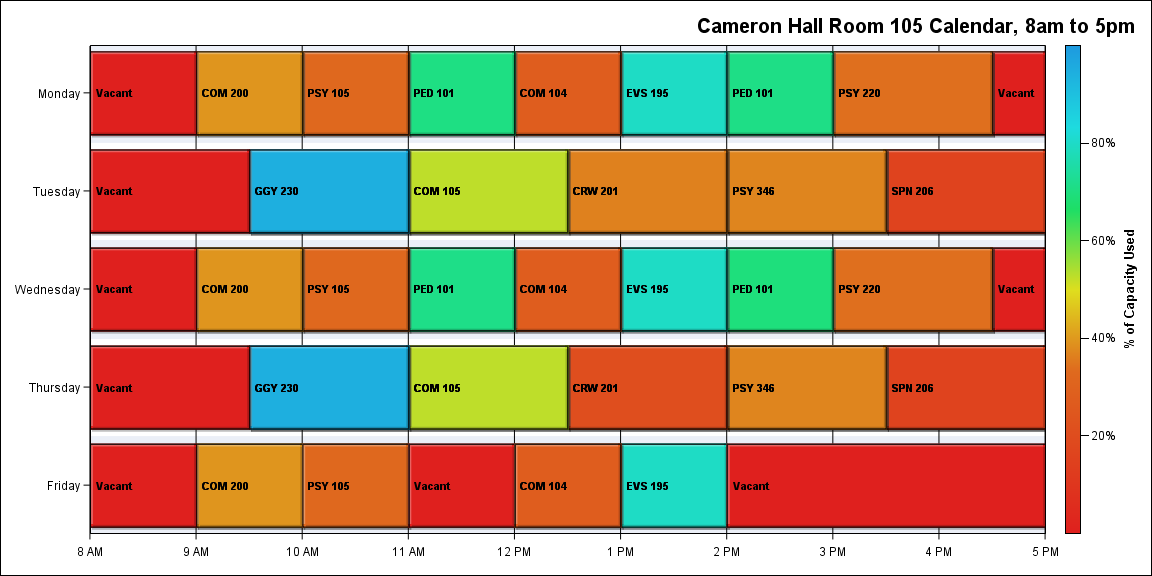 Cameron Hall Room 105 Calendar, 8am to 5pm
Monday
Vacant
COM 200
PSY 105
PED 101
COM 104
EVS 195
PED 101
PSY 220
Vacant
Tuesday
Vacant
GGY 230
COM 105
CRW 201
PSY 346
SPN 206
Wednesday
Vacant
COM 200
PSY 105
PED 101
COM 104
EVS 195
PED 101
PSY 220
Vacant
Thursday
Vacant
GGY 230
COM 105
CRW 201
PSY 346
SPN 206
Friday
Vacant
COM 200
PSY 105
Vacant
COM 104
EVS 195
Vacant
8 AM
9 AM
10 AM
11 AM
12 PM
1 PM
2 PM
3 PM
4 PM
5 PM
80%
60%
40%
20%
% of Capacity Used